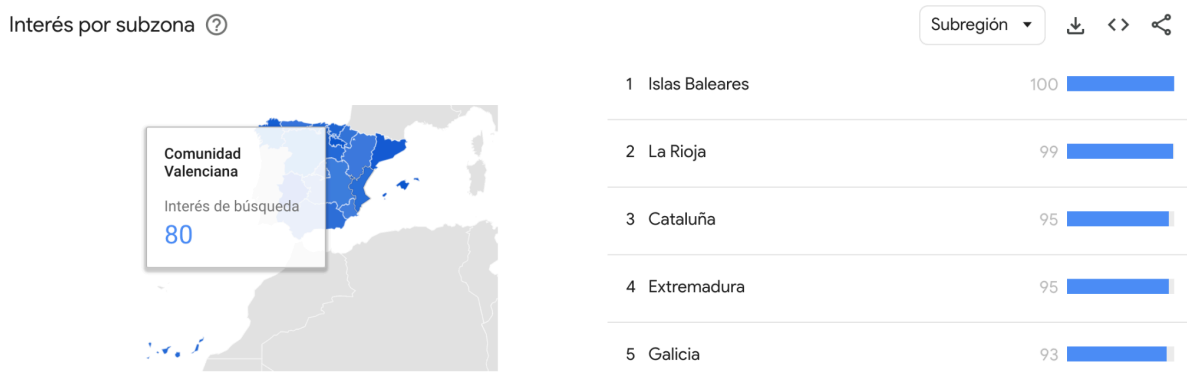 Interés por subzona
Subregión
Comunidad
Valenciana
Interés de búsqueda
80
1 Islas Baleares 100
2 La Rioja 99
3 Cataluña 95
4 Extremadura 95
5 Galicia 93